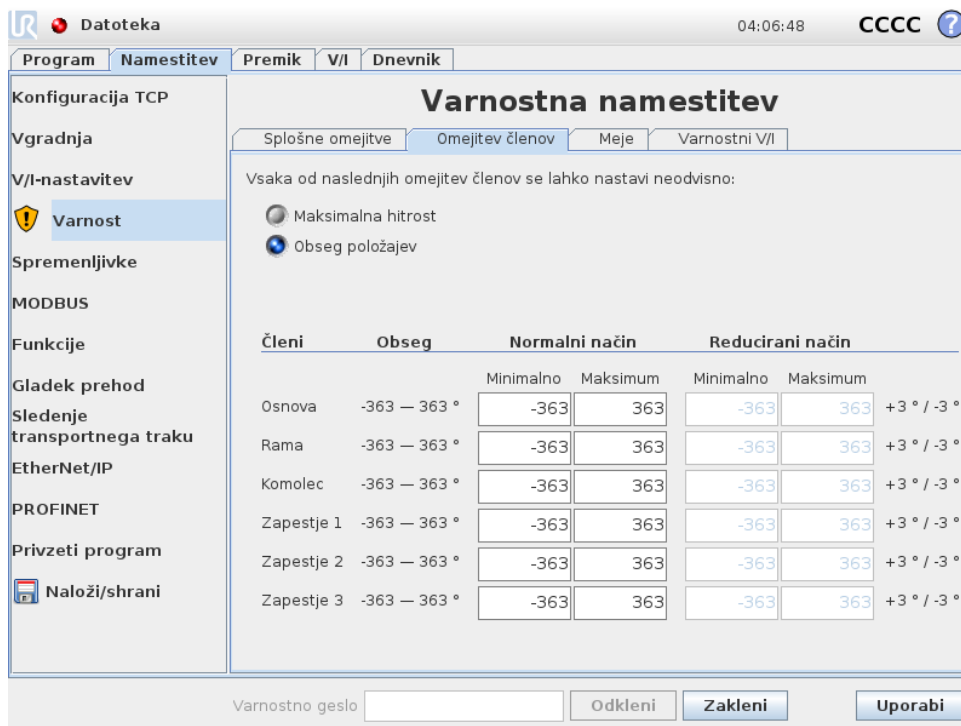 UR Datoteka 04:06:48 CCCC ?
Program Namestitev Premik V/I Dnevnik
Konfiguracija TCP
Vgradnja
V/I-nastavitev
Varnost
Spremenljivke
MODBUS
Funkcije
Gladek prehod
Sledenje
transportnega traku
EtherNet/IP
PROFINET
Privzeti program
Naloži/shrani
Varnostna namestitev
Splošne omejitve Omejitev členov Meje Varnostni V/I
Vsaka od naslednjih omejitev členov se lahko nastavi neodvisno:
Maksimalna hitrost
Obseg položajev
Členi Obseg Normalni način Reducirani način
Minimalno Maksimum Minimalno Maksimum
Osnova -363 — 363 ° -363 363 -363 363 +3 ° / -3 °
Rama -363 — 363 ° -363 363 -363 363 +3 ° / -3 °
Komolec -363 — 363 ° -363 363 -363 363 +3 ° / -3 °
Zapestje 1 -363 — 363 ° -363 363 -363 363 +3 ° / -3 °
Zapestje 2 -363 — 363 ° -363 363 -363 363 +3 ° / -3 °
Zapestje 3 -363 — 363 ° -363 363 -363 363 +3 ° / -3 °
Varnostno geslo Odkleni Zakleni Uporabi